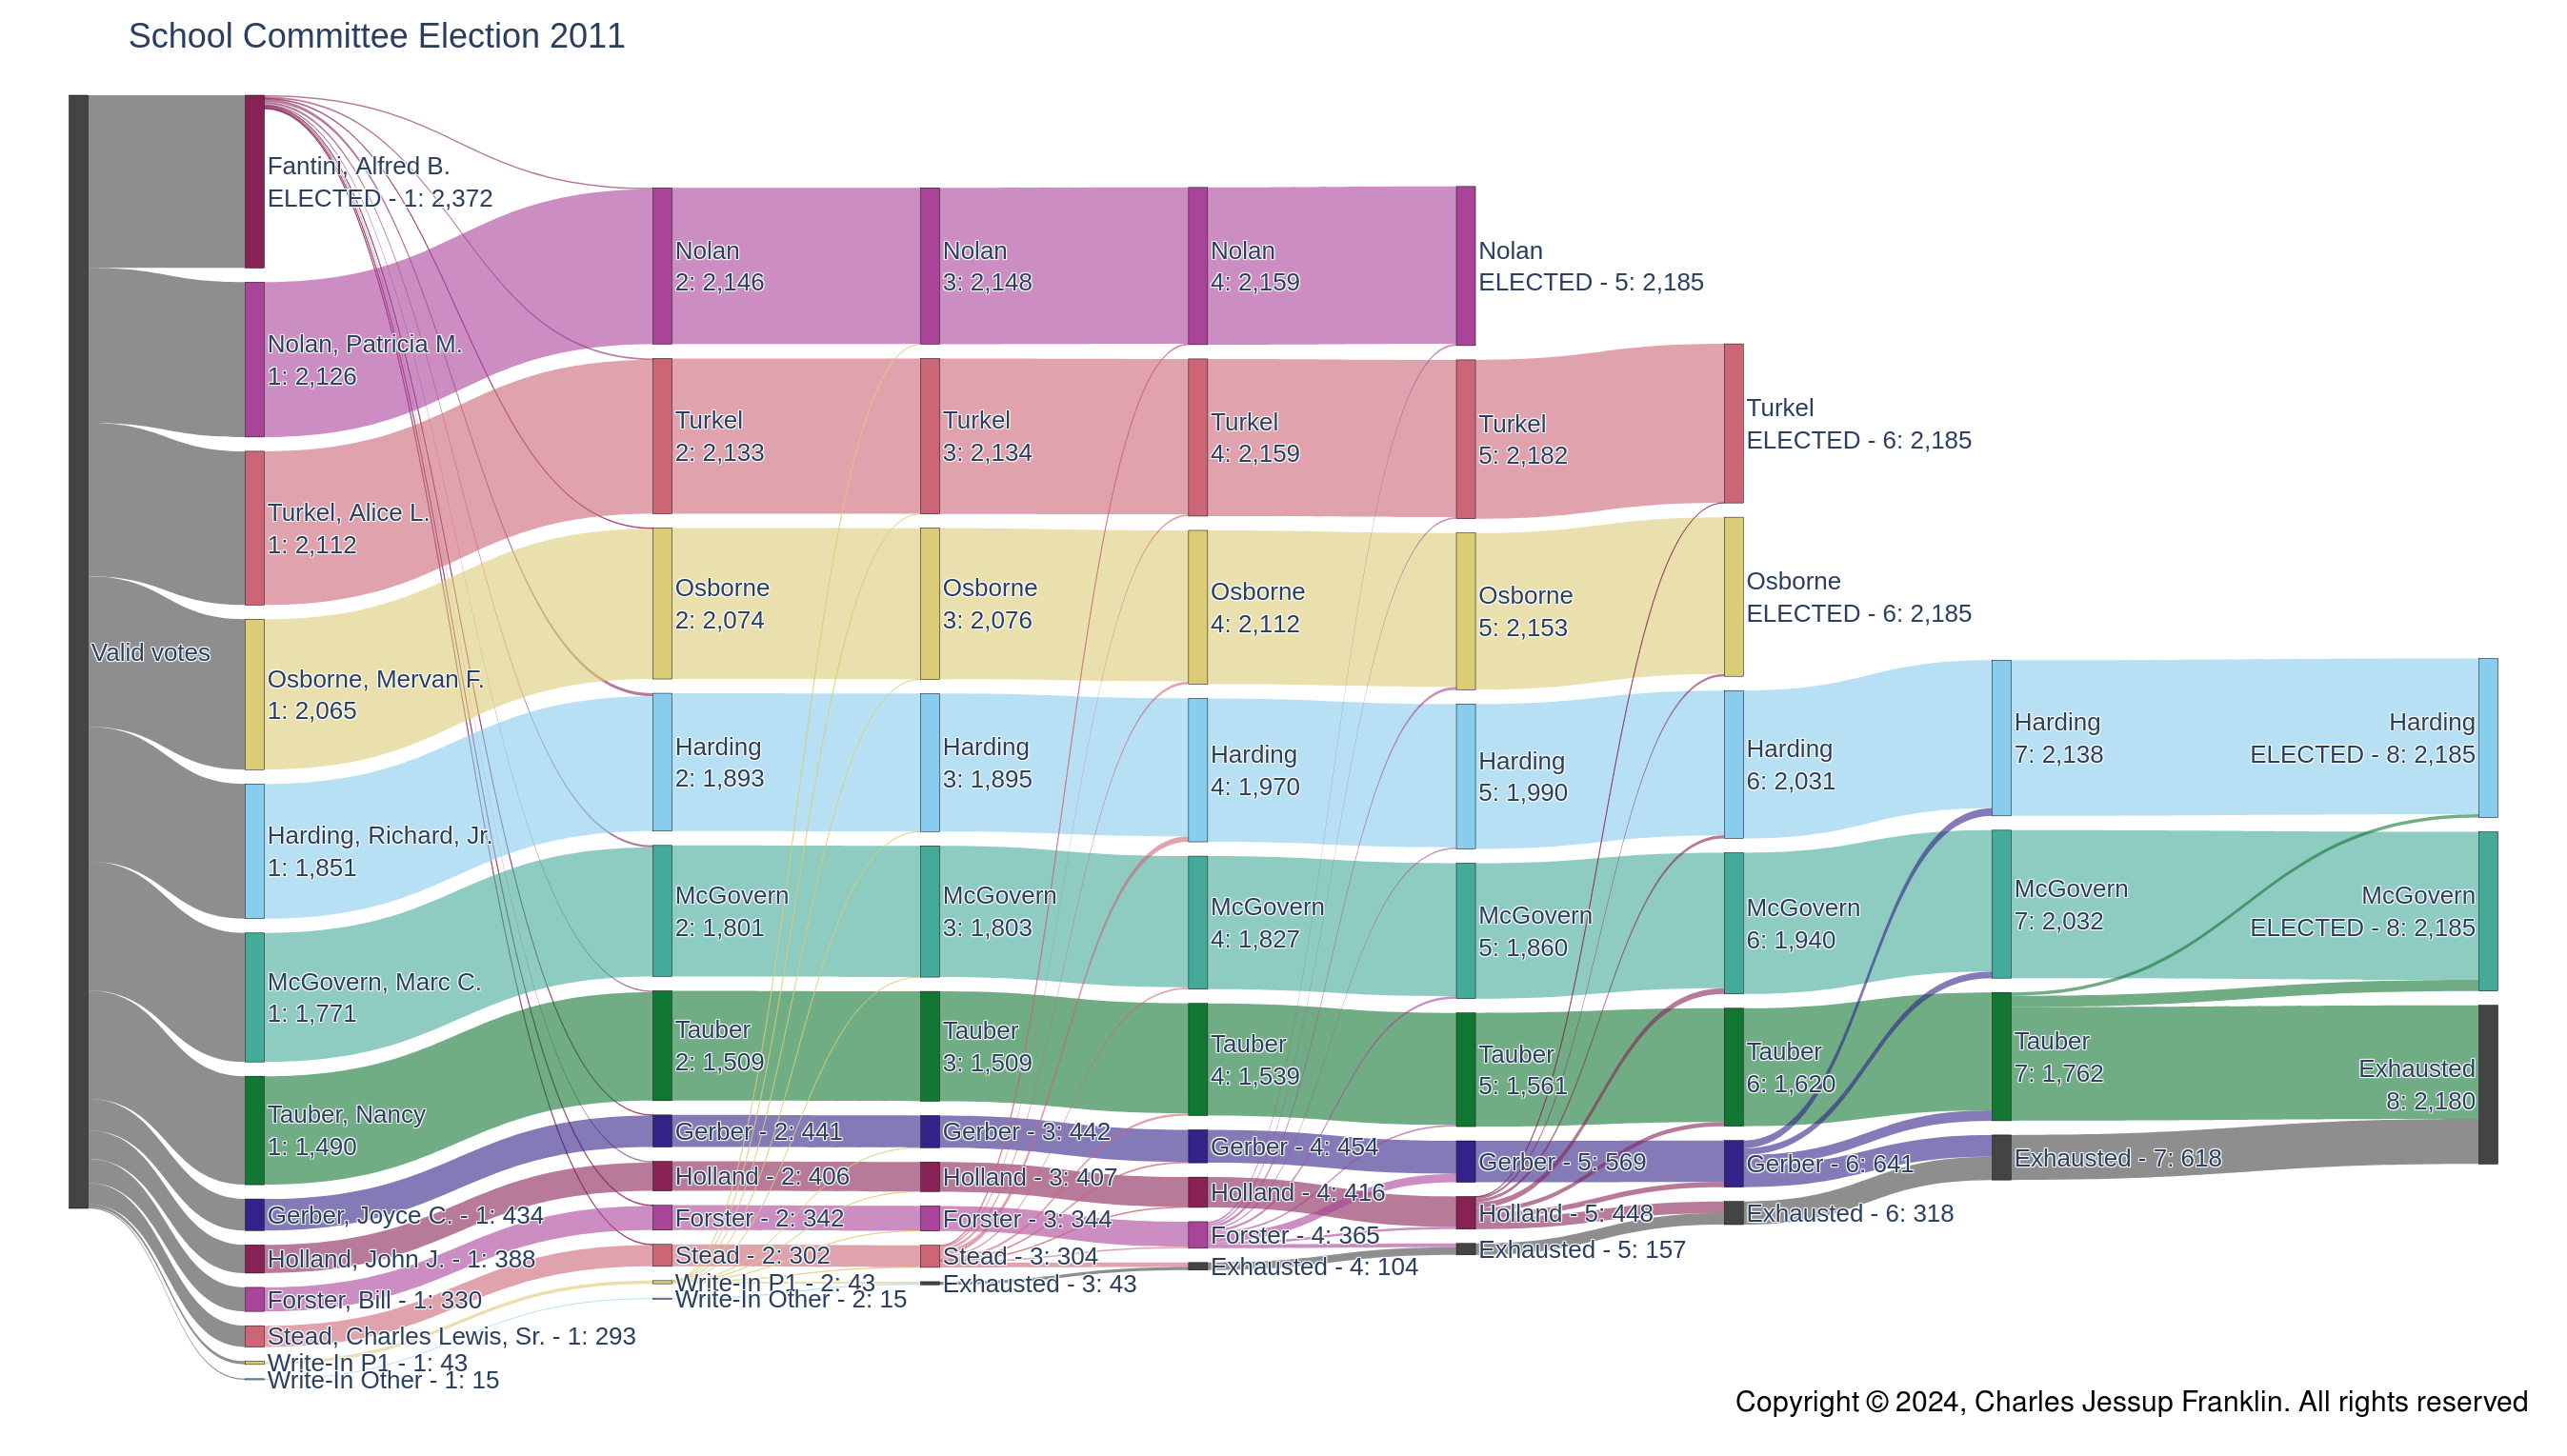 School Committee Election 2011
Valid votes
Fantini, Alfred B.
ELECTED - 1: 2,372
Nolan, Patricia M.
1: 2,126
Turkel, Alice L.
1: 2,112
Osborne, Mervan F.
1: 2,065
Harding, Richard, Jr.
1: 1,851
McGovern, Marc C.
1: 1,771
Tauber, Nancy
1: 1,490
Gerber, Joyce C. - 1: 434
Holland, John J. - 1: 388
Forster, Bill - 1: 330
Stead, Charles Lewis, Sr. - 1: 293
Write-In P1 - 1: 43
Write-In Other - 1: 15
Nolan
2: 2,146
Turkel
2: 2,133
Osborne
2: 2,074
Harding
2: 1,893
McGovern
2: 1,801
Tauber
2: 1,509
Gerber - 2: 441
Holland - 2: 406
Forster - 2: 342
Stead - 2: 302
Write-In P1 - 2: 43
Write-In Other - 2: 15
Nolan
3: 2,148
Turkel
3: 2,134
Osborne
3: 2,076
Harding
3: 1,895
McGovern
3: 1,803
Tauber
3: 1,509
Gerber - 3: 442
Holland - 3: 407
Forster - 3: 344
Stead - 3: 304
Exhausted - 3: 43
Nolan
4: 2,159
Turkel
4: 2,159
Osborne
4: 2,112
Harding
4: 1,970
McGovern
4: 1,827
Tauber
4: 1,539
Gerber - 4: 454
Holland - 4: 416
Forster - 4: 365
Exhausted - 4: 104
Nolan
ELECTED - 5: 2,185
Turkel
5: 2,182
Osborne
5: 2,153
Harding
5: 1,990
McGovern
5: 1,860
Tauber
5: 1,561
Gerber - 5: 569
Holland - 5: 448
Exhausted - 5: 157
Turkel
ELECTED - 6: 2,185
Osborne
ELECTED - 6: 2,185
Harding
6: 2,031
McGovern
6: 1,940
Tauber
6: 1,620
Gerber - 6: 641
Exhausted - 6: 318
Harding
7: 2,138
McGovern
7: 2,032
Tauber
7: 1,762
Exhausted - 7: 618
Harding
ELECTED - 8: 2,185
McGovern
ELECTED - 8: 2,185
Exhausted
8: 2,180
Copyright © 2024, Charles Jessup Franklin. All rights reserved